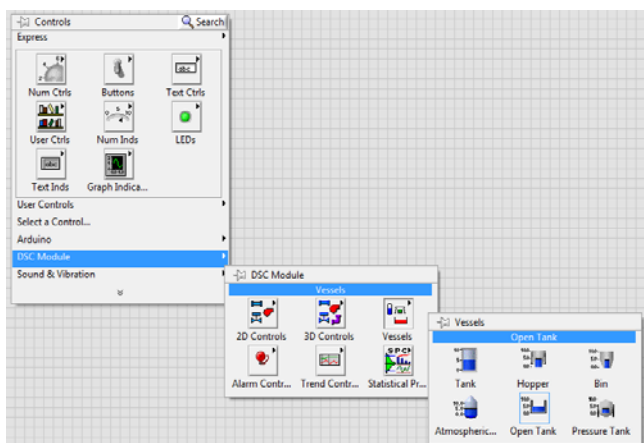 Controls Search
Express
Num Ctrls Buttons Text Ctrls
User Ctrls Num Inds LEDs
Text Inds Graph Indica...
User Controls
Select a Control...
Arduino
DSC Module
Sound & Vibration
DSC Module
Vessels
2D Controls 3D Controls Vessels
Alarm Contr... Trend Contr... Statistical Pr...
Vessels
Open Tank
Tank Hopper Bin
Atmospheric... Open Tank Pressure Tank